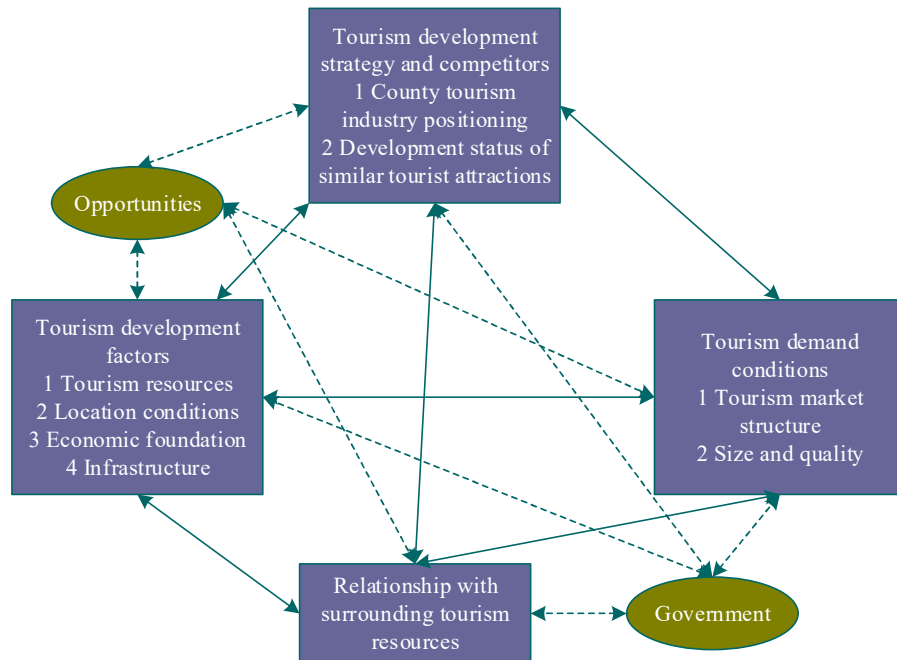 Tourism development
strategy and competitors
1 County tourism
industry positioning
2 Development status of
similar tourist attractions
Opportunities
Tourism development
factors
1 Tourism resources
2 Location conditions
3 Economic foundation
4 Infrastructure
Tourism demand
conditions
1 Tourism market
structure
2 Size and quality
Relationship with
surrounding tourism
resources
Government